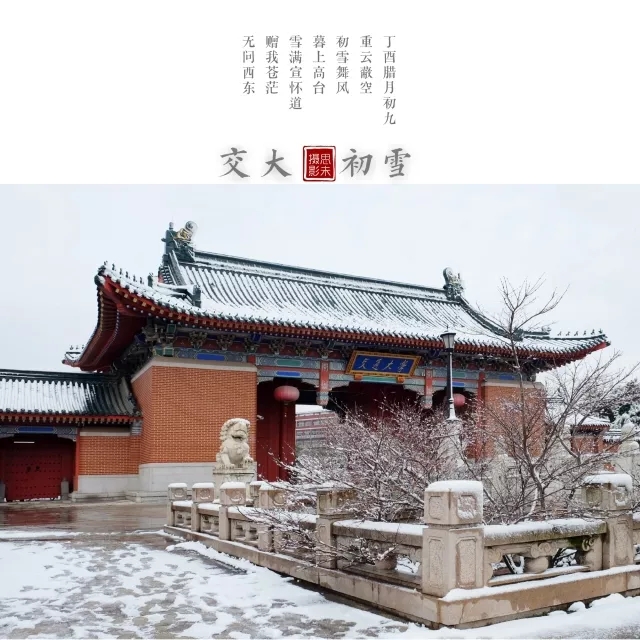 丁酉腊月初九
重云蔽空
初雪舞风
暮上高台
雪满宣怀道
赠我苍茫
无问西东
交大
思未
摄影
初雪
交通大學